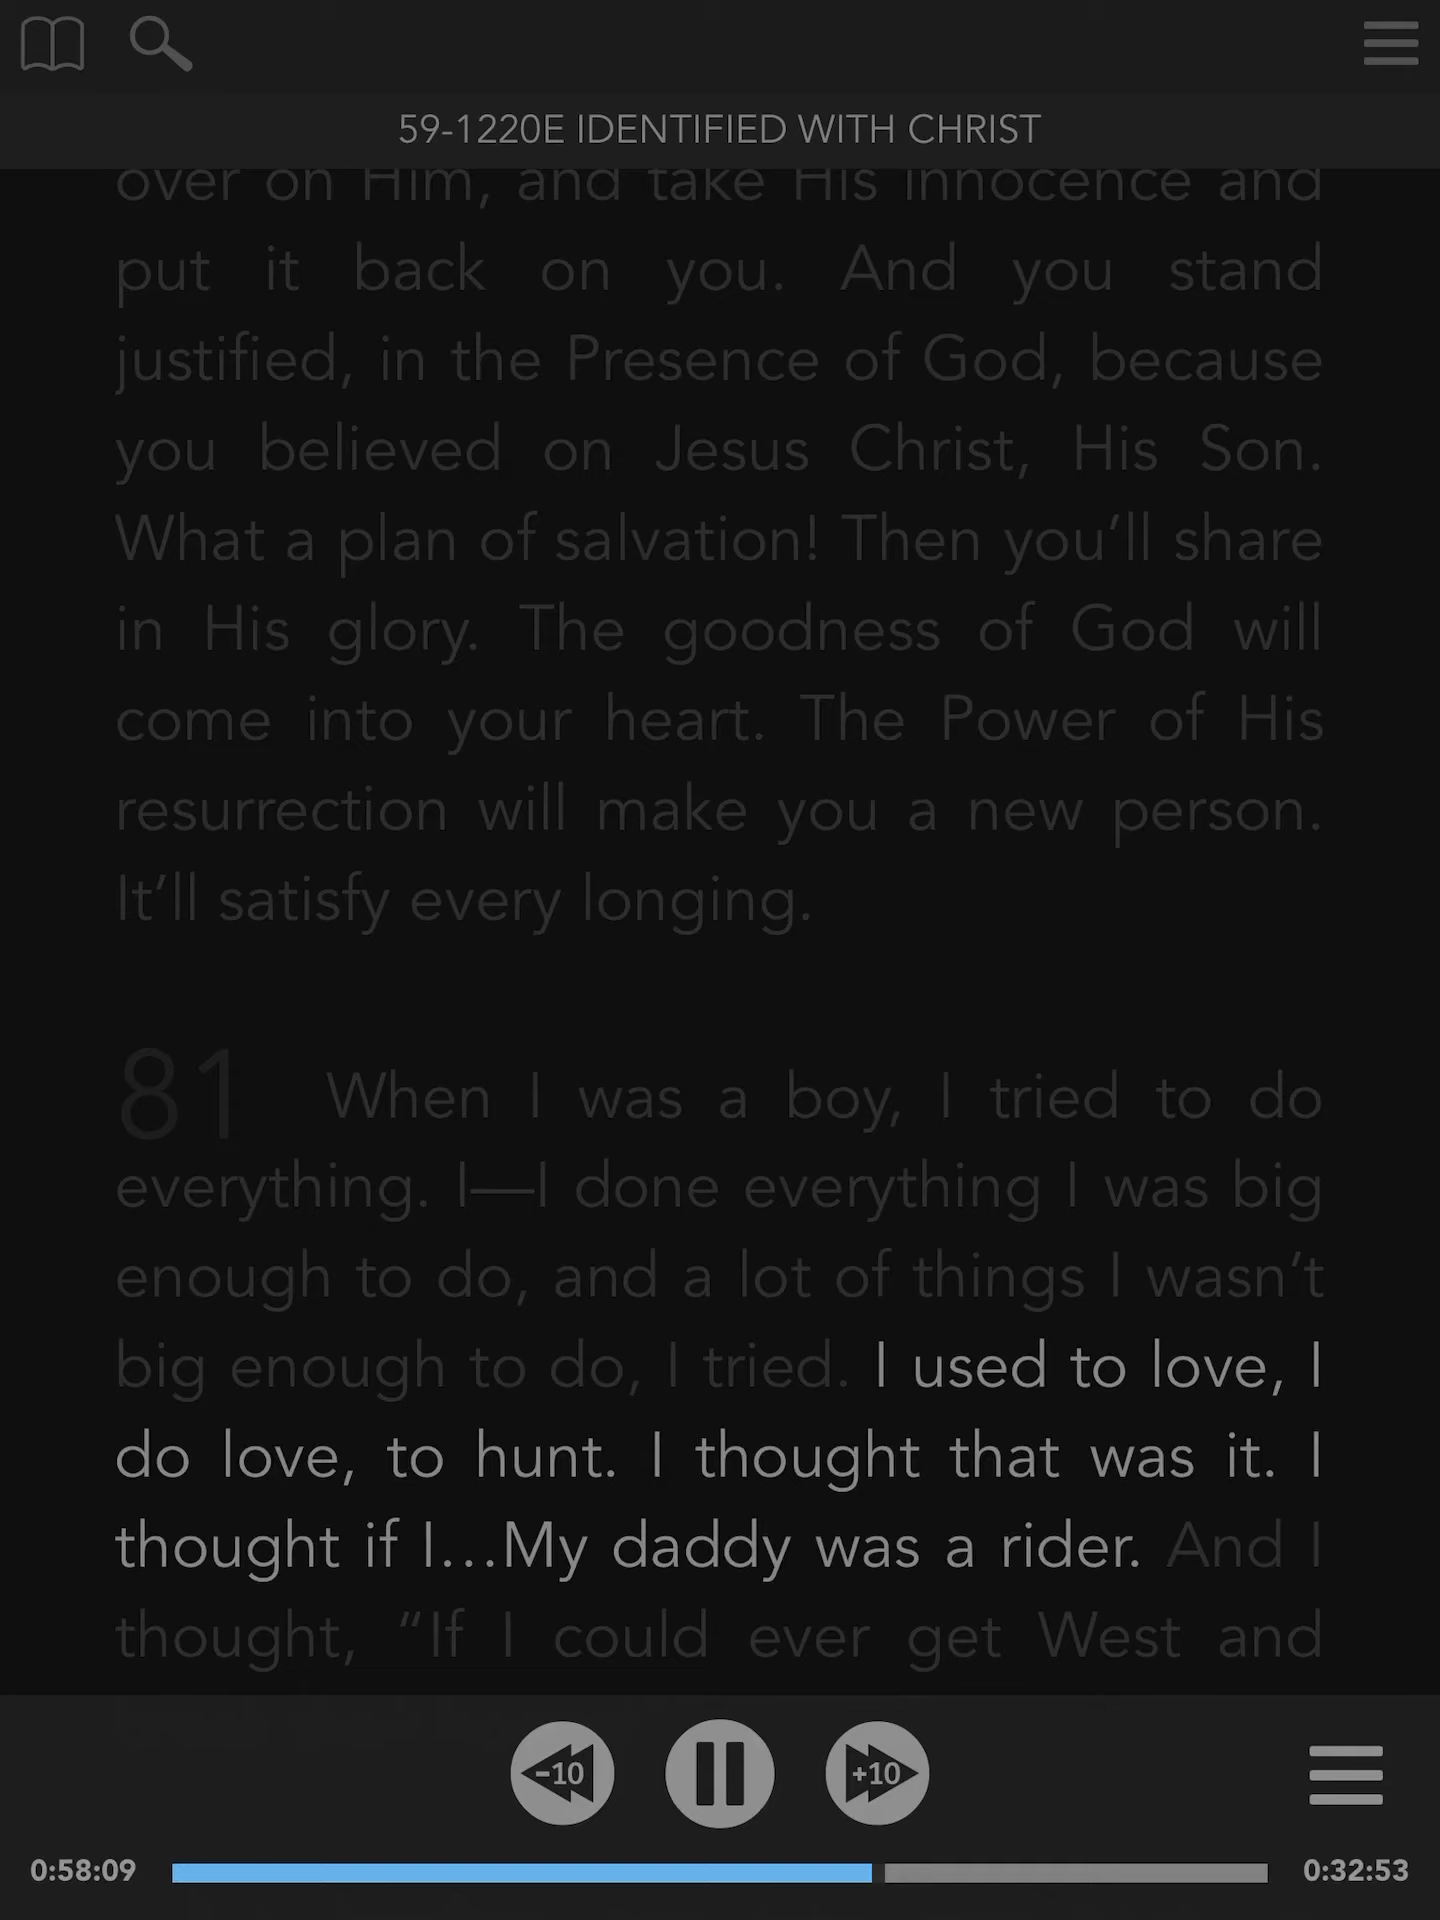 59-1220E IDENTIFIED WITH CHRIST
over on Him, and take His innocence and
put it back on you. And you stand
justified, in the Presence of God, because
you believed on Jesus Christ, His Son.
What a plan of salvation! Then you’ll share
in His glory. The goodness of God will
come into your heart. The Power of His
resurrection will make you a new person.
It’ll satisfy every longing.
81 When I was a boy, I tried to do
everything. I—I done everything I was big
enough to do, and a lot of things I wasn’t
big enough to do, I tried. I used to love, I
do love, to hunt. I thought that was it. I
thought if I…My daddy was a rider. And I
thought, “If I could ever get West and
-10 +10
0:58:09 0:32:53